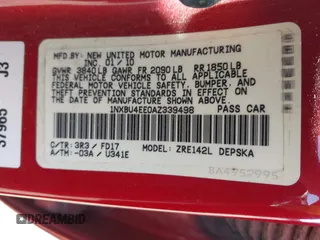 MFD.BY: NEW UNITED MOTOR MANUFACTURING
INC. 01/10
GVWR 3840LB GAWR FR 2090LB RR1850LB
THIS VEHICLE CONFORMS TO ALL APPLICABLE
FEDERAL MOTOR VEHICLE SAFETY, BUMPER, AND
THEFT PREVENTION STANDARDS IN EFFECT ON
THE DATE OF MANUFACTURE SHOWN ABOVE.
1NXBU4EE0AZ339498 PASS CAR
C/TR: 3R3 / FD17
A/TM: -03A / U341E
MODEL: ZRE142L DEPSKA
37965 J3
DREAMBID